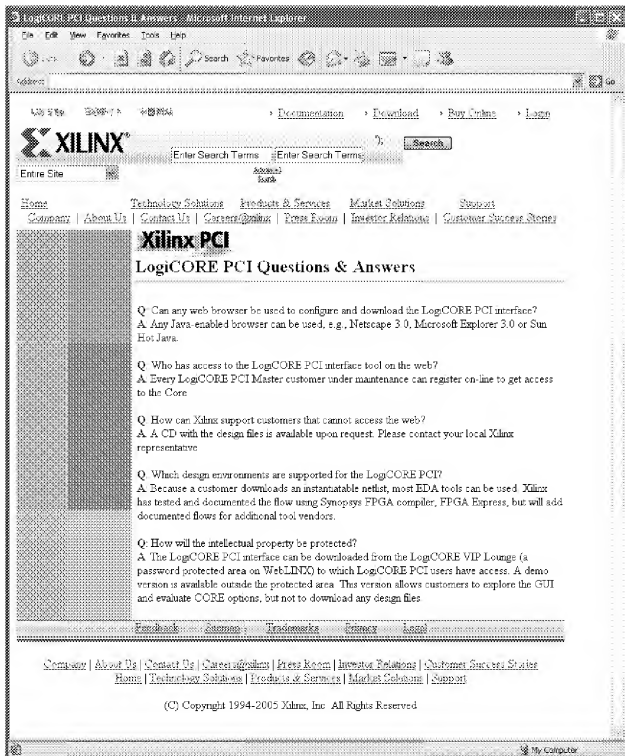 LogiCORE PCI Questions & Answers - Microsoft Internet Explorer
File Edit View Favorites Tools Help
Search Favorites
Address Go
Documentation Download Buy Online Login
XILINX®
Enter Search Terms Enter Search Terms Search
Entire Site Advanced
Search
Home Technology Solutions Products & Services Market Solutions Support
Company | About Us | Contact Us | Careers@xilinx | Press Room | Investor Relations | Customer Success Stories
Xilinx PCI
LogiCORE PCI Questions & Answers
Q: Can any web browser be used to configure and download the LogiCORE PCI interface?
A: Any Java-enabled browser can be used, e.g., Netscape 3.0, Microsoft Explorer 3.0 or Sun
Hot Java.
Q: Who has access to the LogiCORE PCI interface tool on the web?
A: Every LogiCORE PCI Master customer under maintenance can register on-line to get access
to the Core
Q: How can Xilinx support customers that cannot access the web?
A: A CD with the design files is available upon request. Please contact your local Xilinx
representative
Q: Which design environments are supported for the LogiCORE PCI?
A: Because a customer downloads an instantiatable netlist, most EDA tools can be used. Xilinx
has tested and documented the flow using Synopsys FPGA compiler, FPGA Express, but will add
documented flows for additional tool vendors.
Q: How will the intellectual property be protected?
A: The LogiCORE PCI interface can be downloaded from the LogiCORE VIP Lounge (a
password protected area on WebLINX) to which LogiCORE PCI users have access. A demo
version is available outside the protected area. This version allows customers to explore the GUI
and evaluate CORE options, but not to download any design files.
Feedback Sitemap Trademarks Privacy Legal
Company | About Us | Contact Us | Careers@xilinx | Press Room | Investor Relations | Customer Success Stories
Home | Technology Solutions | Products & Services | Market Solutions | Support
(C) Copyright 1994-2005 Xilinx, Inc. All Rights Reserved
My Computer